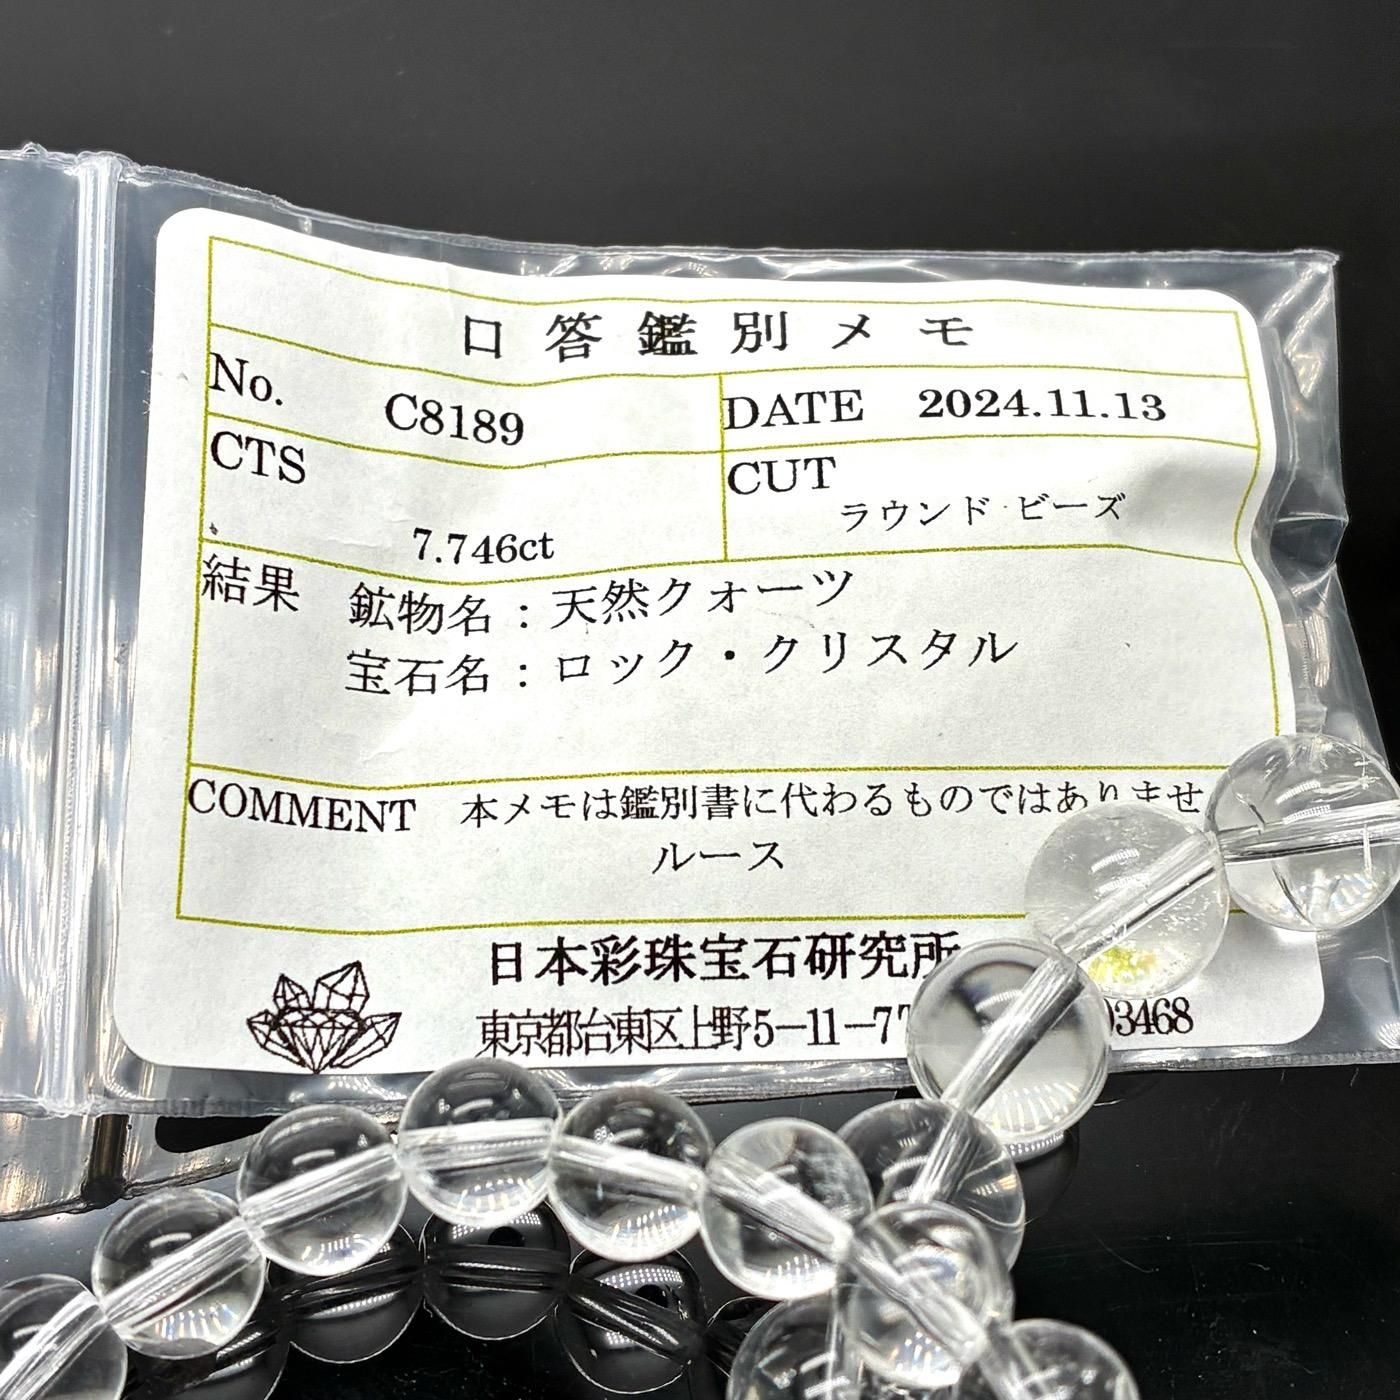 口答鑑別メモ
No. C8189
DATE 2024.11.13
CTS
7.746ct
CUT
ラウンド ビーズ
結果 鉱物名：天然クォーツ
宝石名：ロック・クリスタル
COMMENT 本メモは鑑別書に代わるものではありませ
ルース
日本彩珠宝石研究所
東京都台東区上野5-11-7 03468